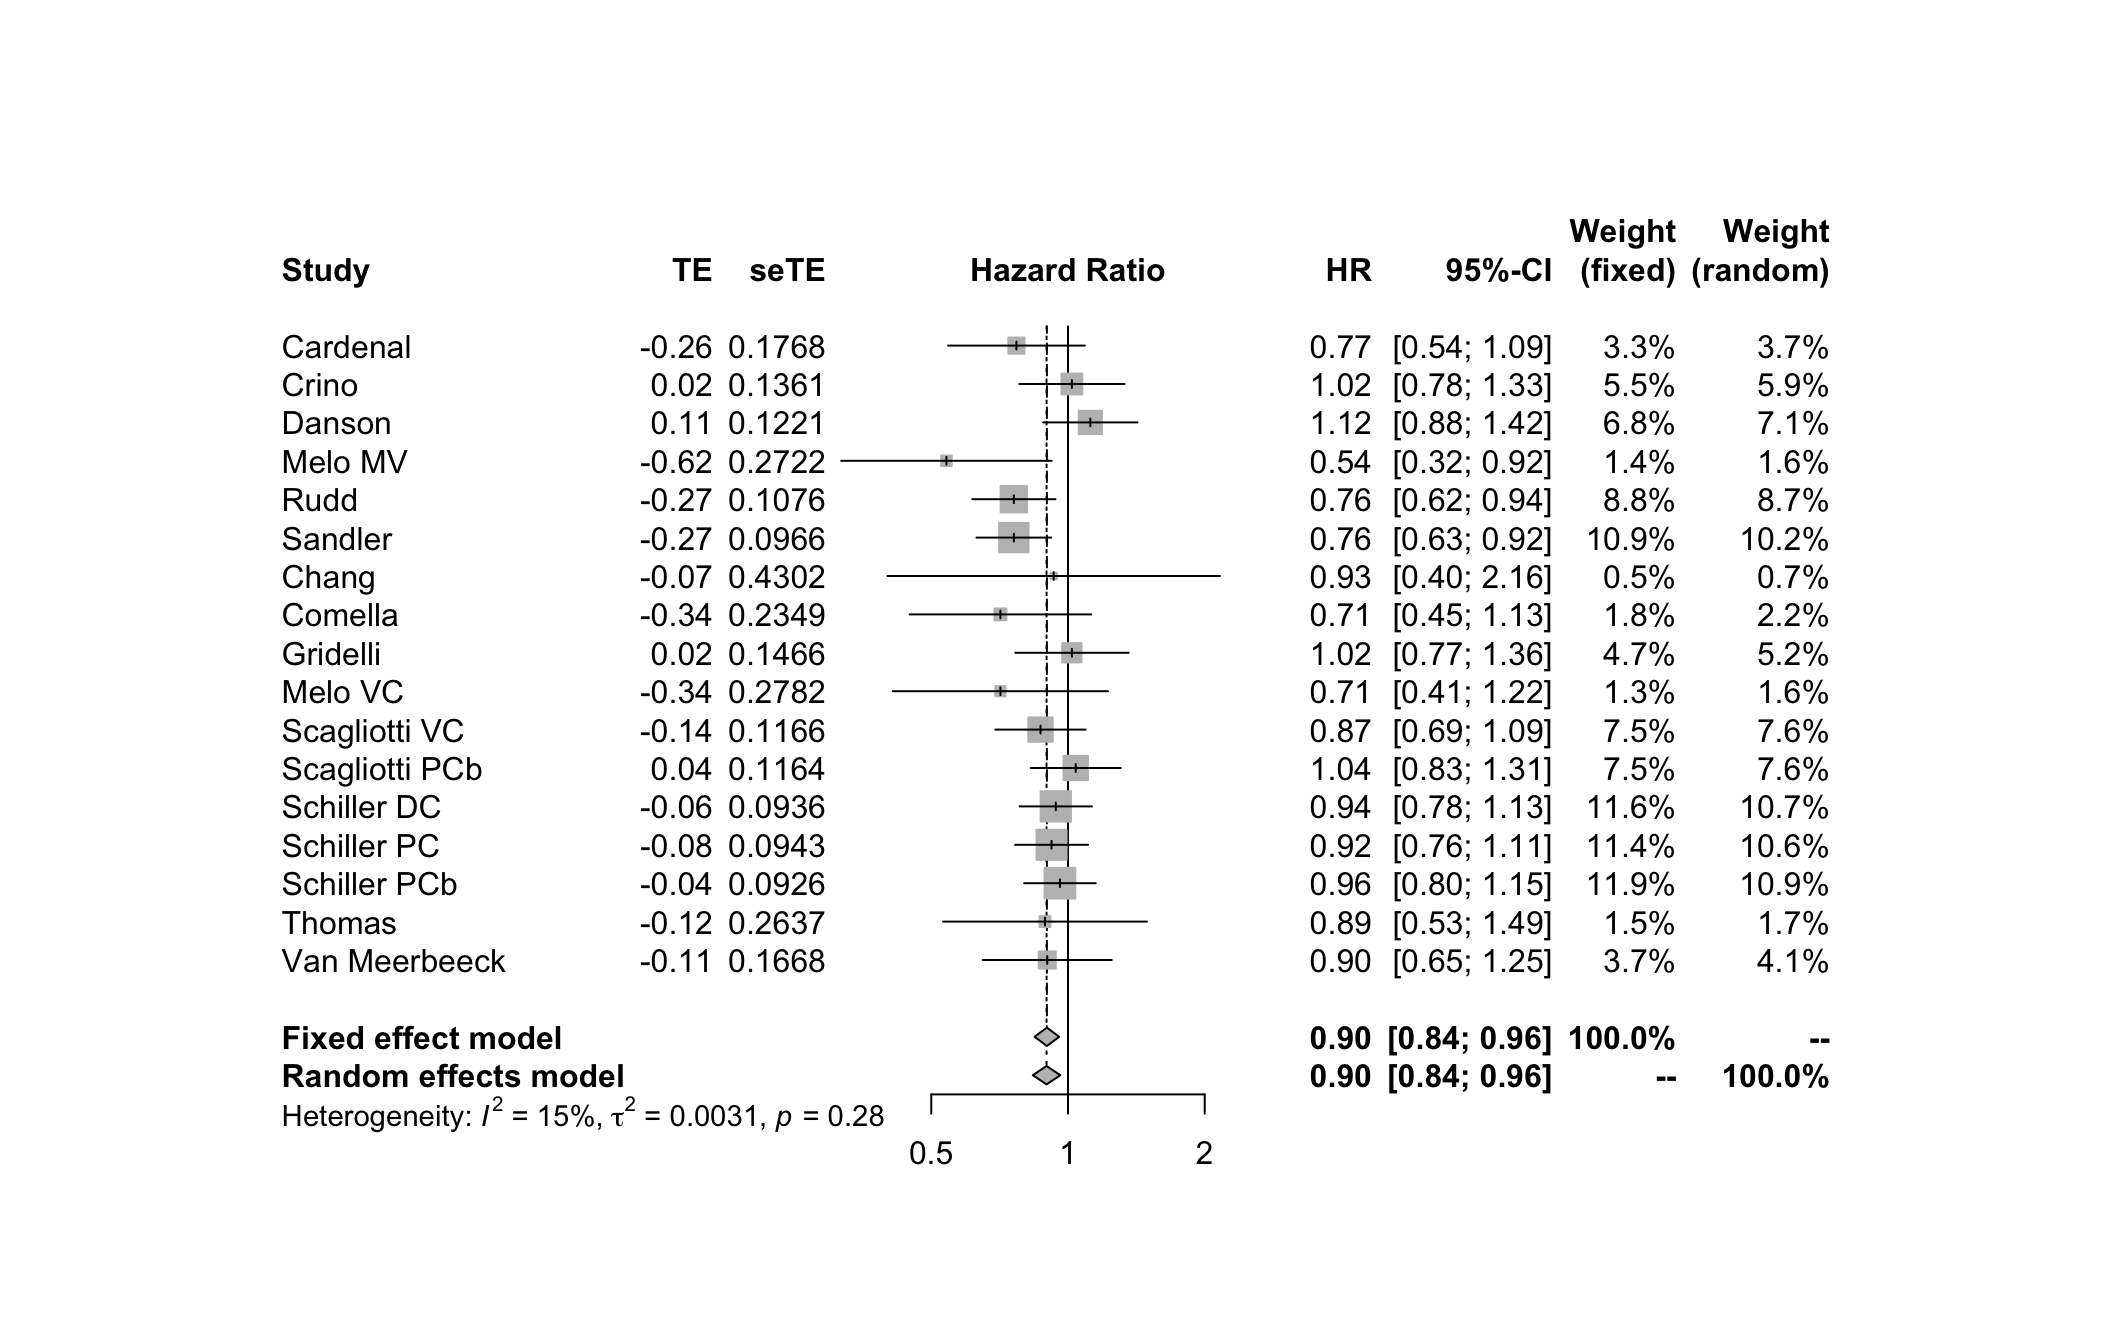 Weight Weight
Study TE seTE Hazard Ratio HR 95%-CI (fixed) (random)
Cardenal -0.26 0.1768 0.77 [0.54; 1.09] 3.3% 3.7%
Crino 0.02 0.1361 1.02 [0.78; 1.33] 5.5% 5.9%
Danson 0.11 0.1221 1.12 [0.88; 1.42] 6.8% 7.1%
Melo MV -0.62 0.2722 0.54 [0.32; 0.92] 1.4% 1.6%
Rudd -0.27 0.1076 0.76 [0.62; 0.94] 8.8% 8.7%
Sandler -0.27 0.0966 0.76 [0.63; 0.92] 10.9% 10.2%
Chang -0.07 0.4302 0.93 [0.40; 2.16] 0.5% 0.7%
Comella -0.34 0.2349 0.71 [0.45; 1.13] 1.8% 2.2%
Gridelli 0.02 0.1466 1.02 [0.77; 1.36] 4.7% 5.2%
Melo VC -0.34 0.2782 0.71 [0.41; 1.22] 1.3% 1.6%
Scagliotti VC -0.14 0.1166 0.87 [0.69; 1.09] 7.5% 7.6%
Scagliotti PCb 0.04 0.1164 1.04 [0.83; 1.31] 7.5% 7.6%
Schiller DC -0.06 0.0936 0.94 [0.78; 1.13] 11.6% 10.7%
Schiller PC -0.08 0.0943 0.92 [0.76; 1.11] 11.4% 10.6%
Schiller PCb -0.04 0.0926 0.96 [0.80; 1.15] 11.9% 10.9%
Thomas -0.12 0.2637 0.89 [0.53; 1.49] 1.5% 1.7%
Van Meerbeeck -0.11 0.1668 0.90 [0.65; 1.25] 3.7% 4.1%
Fixed effect model 0.90 [0.84; 0.96] 100.0% --
Random effects model 0.90 [0.84; 0.96] -- 100.0%
Heterogeneity: I² = 15%, τ² = 0.0031, p = 0.28
0.5 1 2